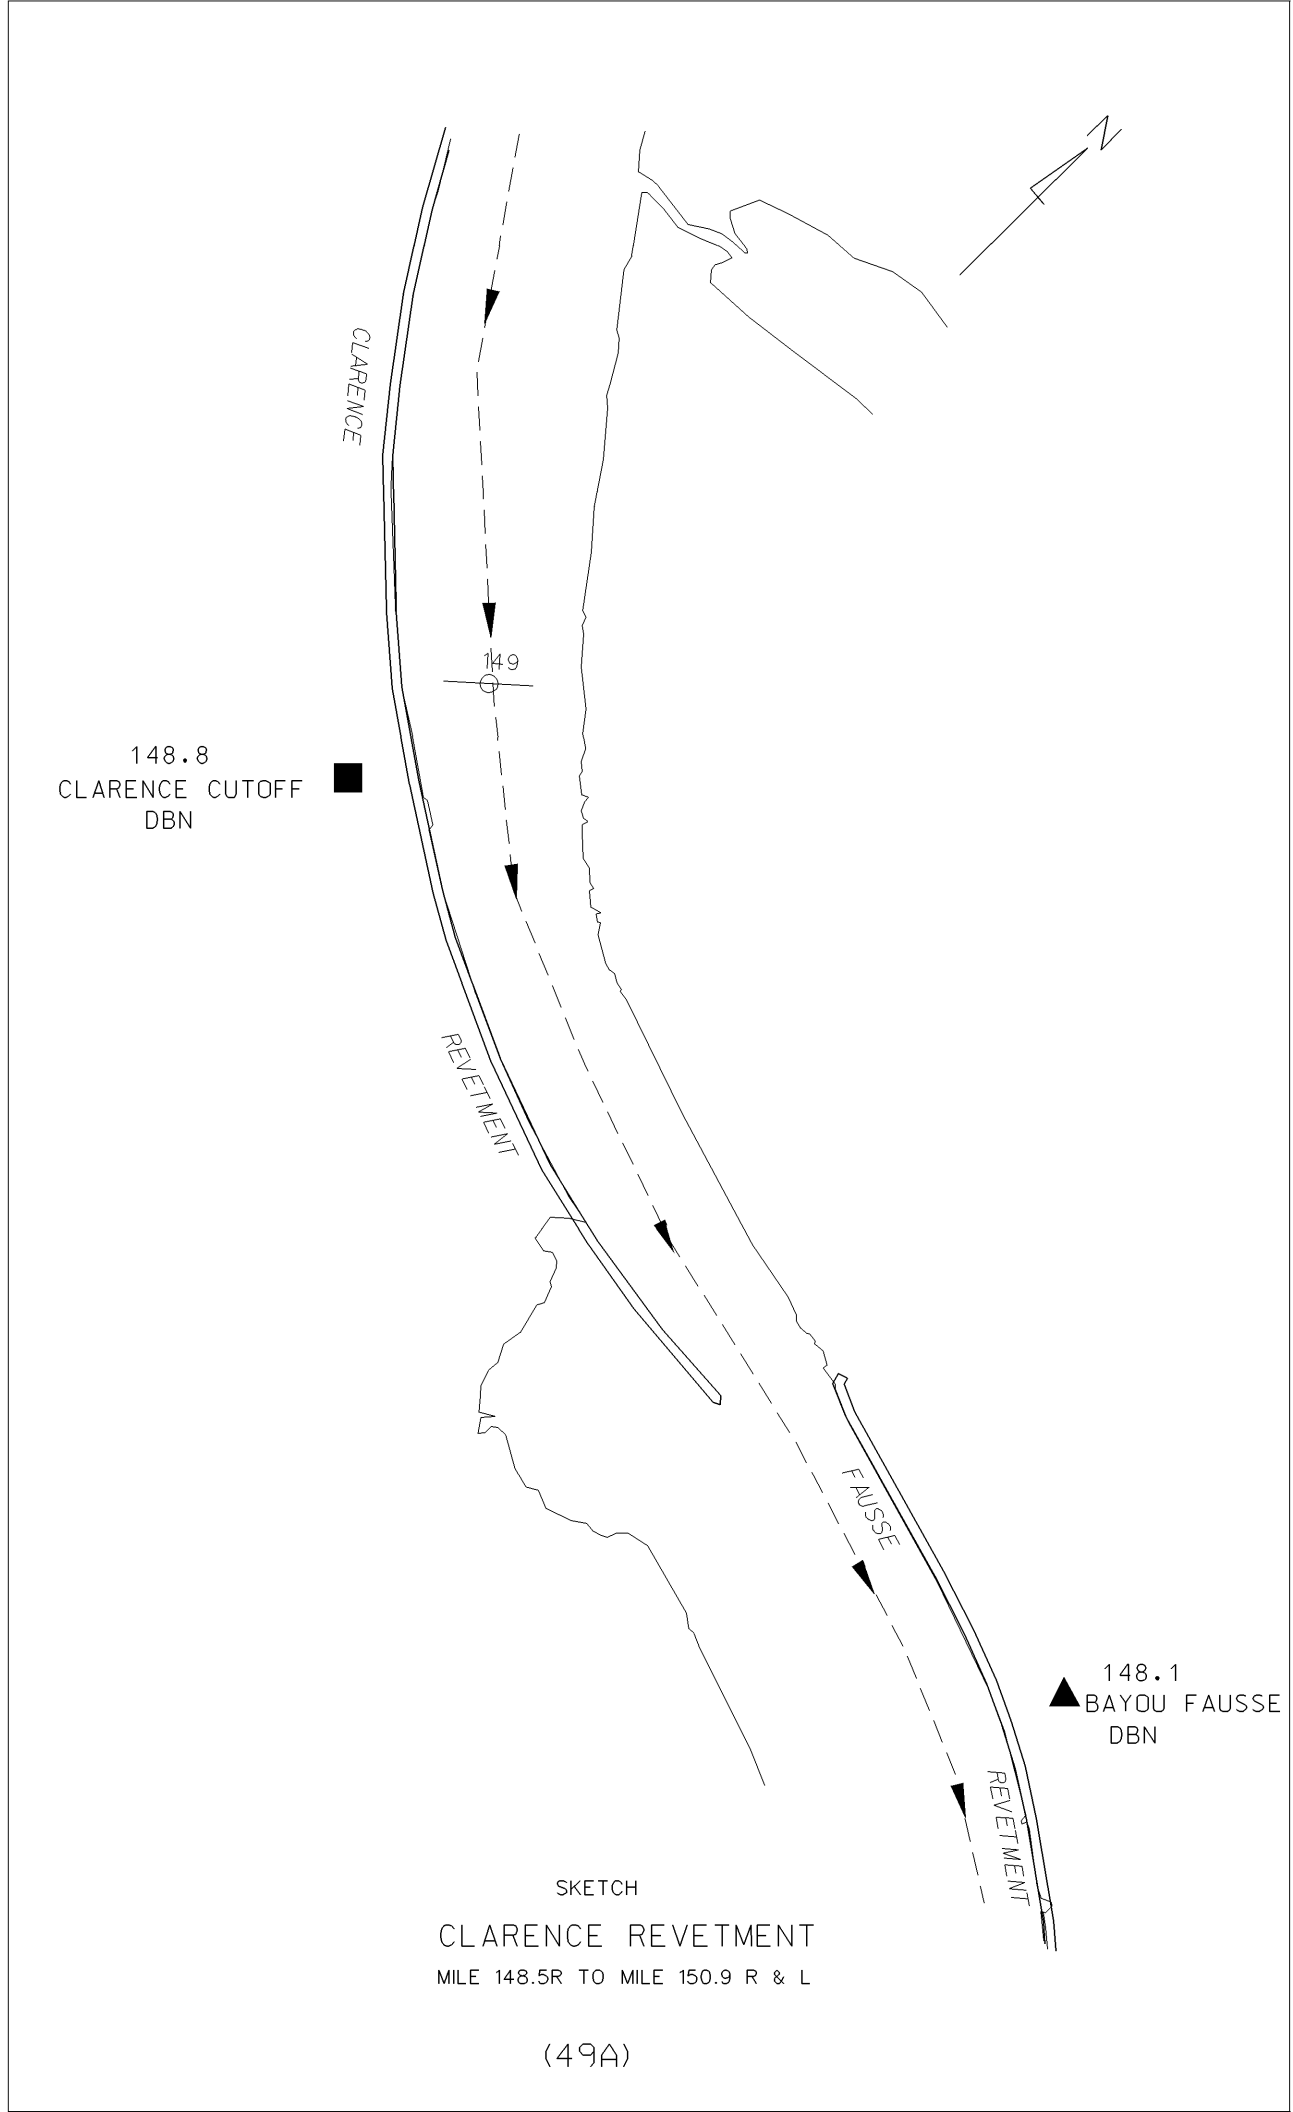 N
CLARENCE
149
148.8
CLARENCE CUTOFF
DBN
REVETMENT
FAUSSE
148.1
BAYOU FAUSSE
DBN
REVETMENT
SKETCH
CLARENCE REVETMENT
MILE 148.5R TO MILE 150.9 R & L
(49A)